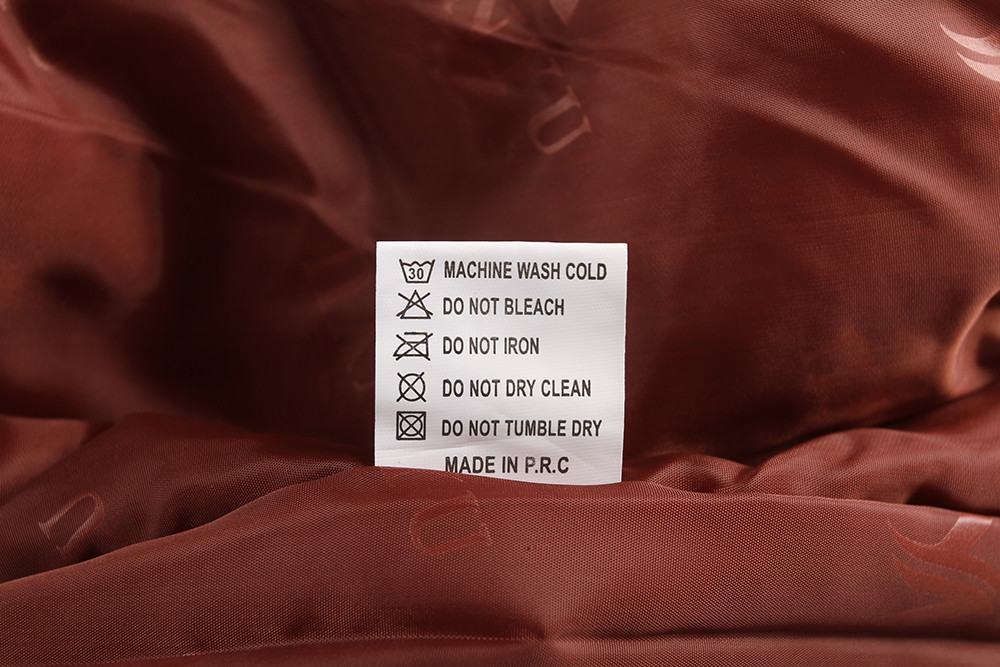 U
30 MACHINE WASH COLD
DO NOT BLEACH
DO NOT IRON
DO NOT DRY CLEAN
DO NOT TUMBLE DRY
MADE IN P.R.C
U
U